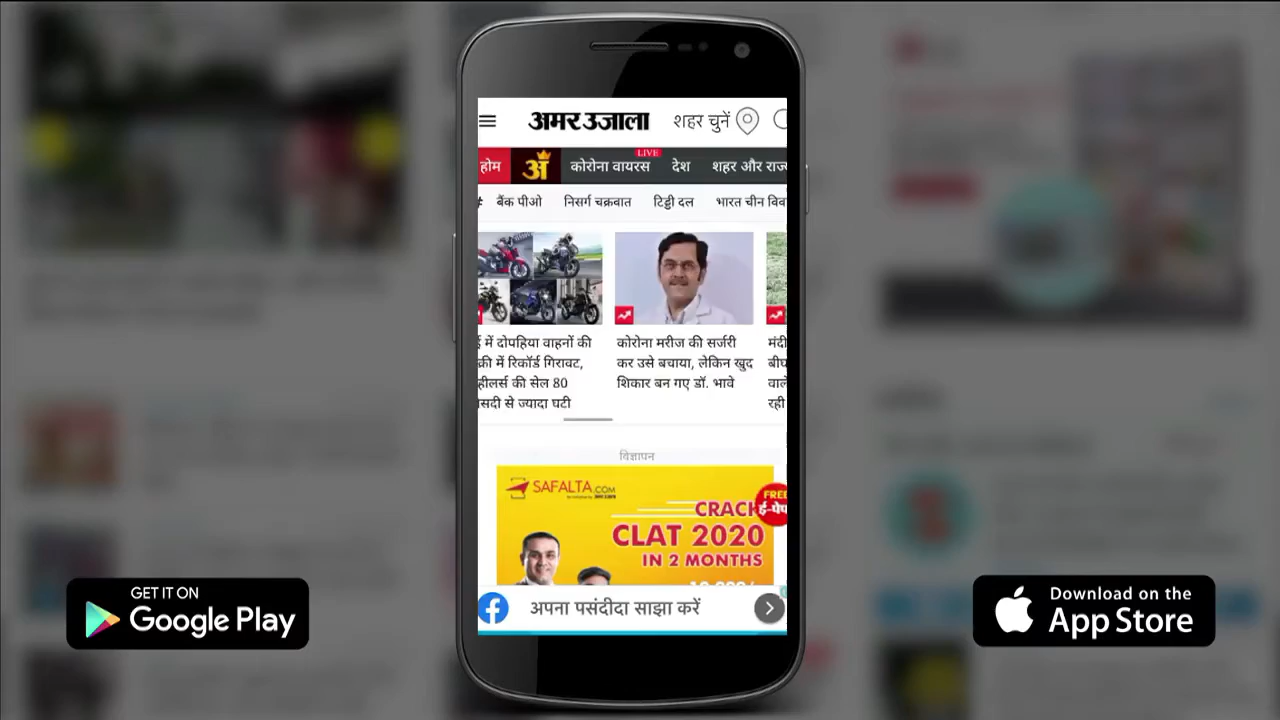 अमर उजाला शहर चुनें
होम अ कोरोना वायरस LIVE देश शहर और राज्
# बैंक पीओ निसर्ग चक्रवात टिड्डी दल भारत चीन विव
ई में दोपहिया वाहनों की
क्री में रिकॉर्ड गिरावट,
हीलर्स की सेल 80
सदी से ज्यादा घटी
कोरोना मरीज की सर्जरी
कर उसे बचाया, लेकिन खुद
शिकार बन गए डॉ. भावे
मंदी
वाले
रही
विज्ञापन
SAFALTA.COM
CRACK
CLAT 2020
IN 2 MONTHS
FREE
ई-पेप
अपना पसंदीदा साझा करें
GET IT ON
Google Play
Download on the
App Store